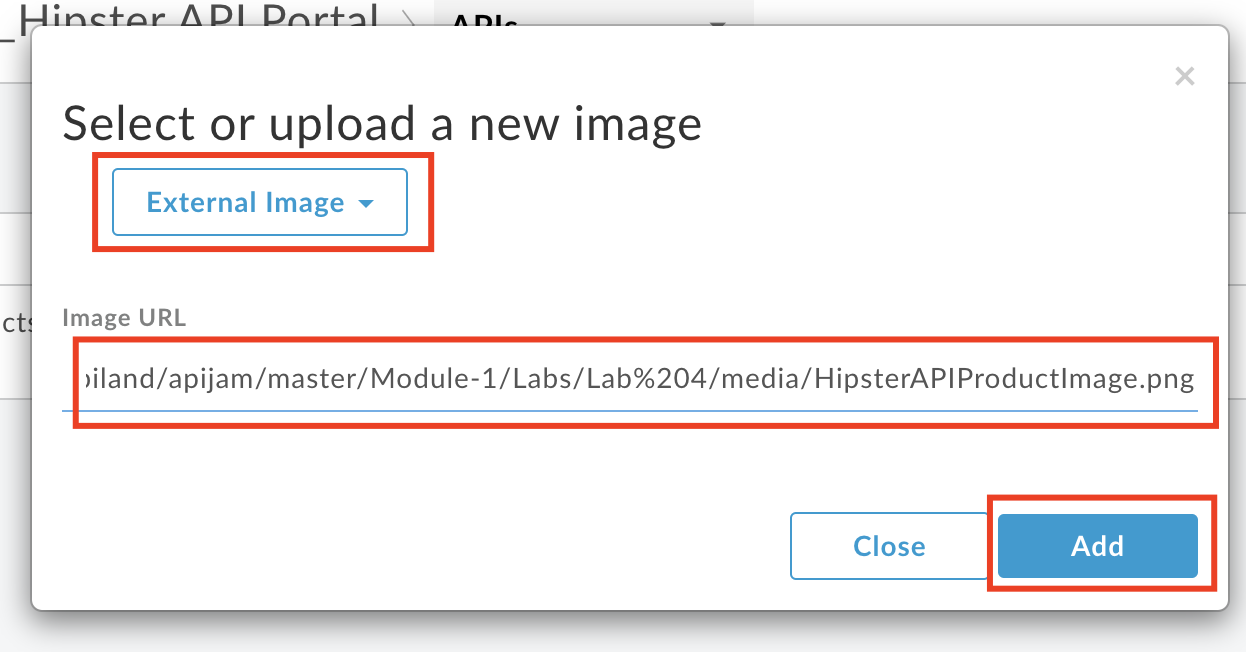 _Hipster API Portal
APIs
Select or upload a new image
External Image
Image URL
cts
piland/apijam/master/Module-1/Labs/Lab%204/media/HipsterAPIProductImage.png
Close
Add